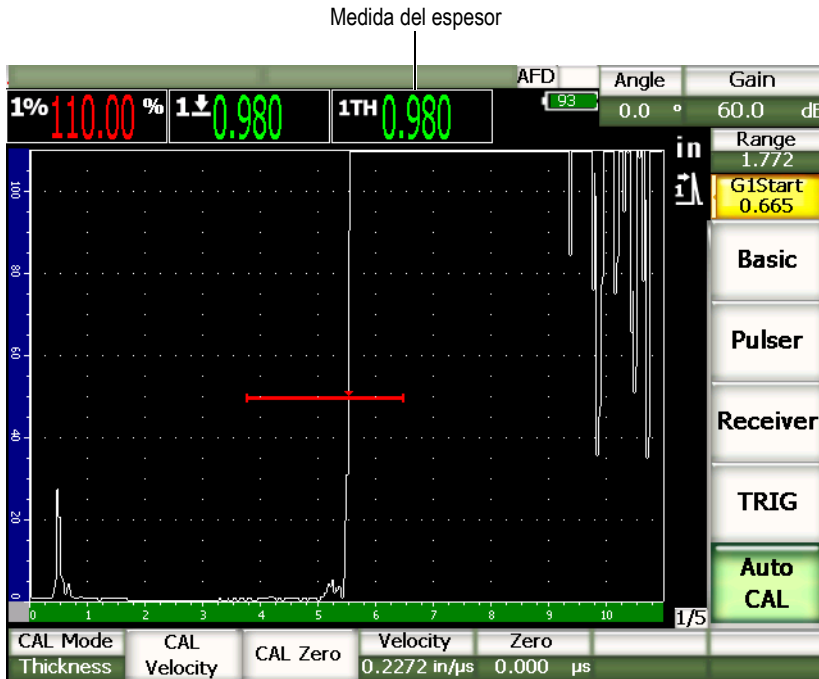 Medida del espesor
AFD
Angle
Gain
1% 110.00 %
1 0.980
1TH 0.980
93
0.0 °
60.0 dB
in
Range
1.772
1
G1Start
0.665
Basic
Pulser
Receiver
TRIG
Auto
CAL
100
80
60
40
20
0
0 1 2 3 4 5 6 7 8 9 10
1/5
CAL Mode
Thickness
CAL
Velocity
CAL Zero
Velocity
0.2272 in/µs
Zero
0.000 µs